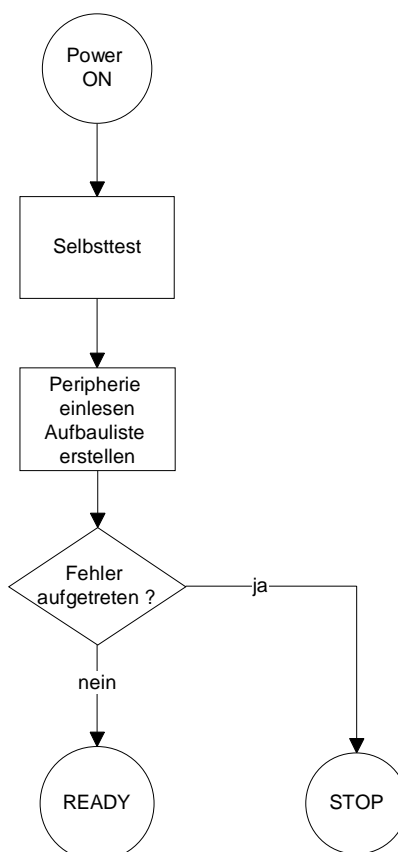 Power
ON
Selbsttest
Peripherie
einlesen
Aufbauliste
erstellen
Fehler
aufgetreten ?
ja
nein
READY
STOP